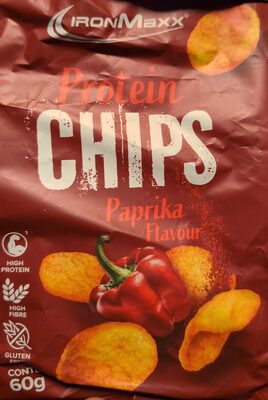 IRONMAXX
Protein
CHIPS
Paprika
Flavour
HIGH
PROTEIN
HIGH
FIBRE
GLUTEN
60g